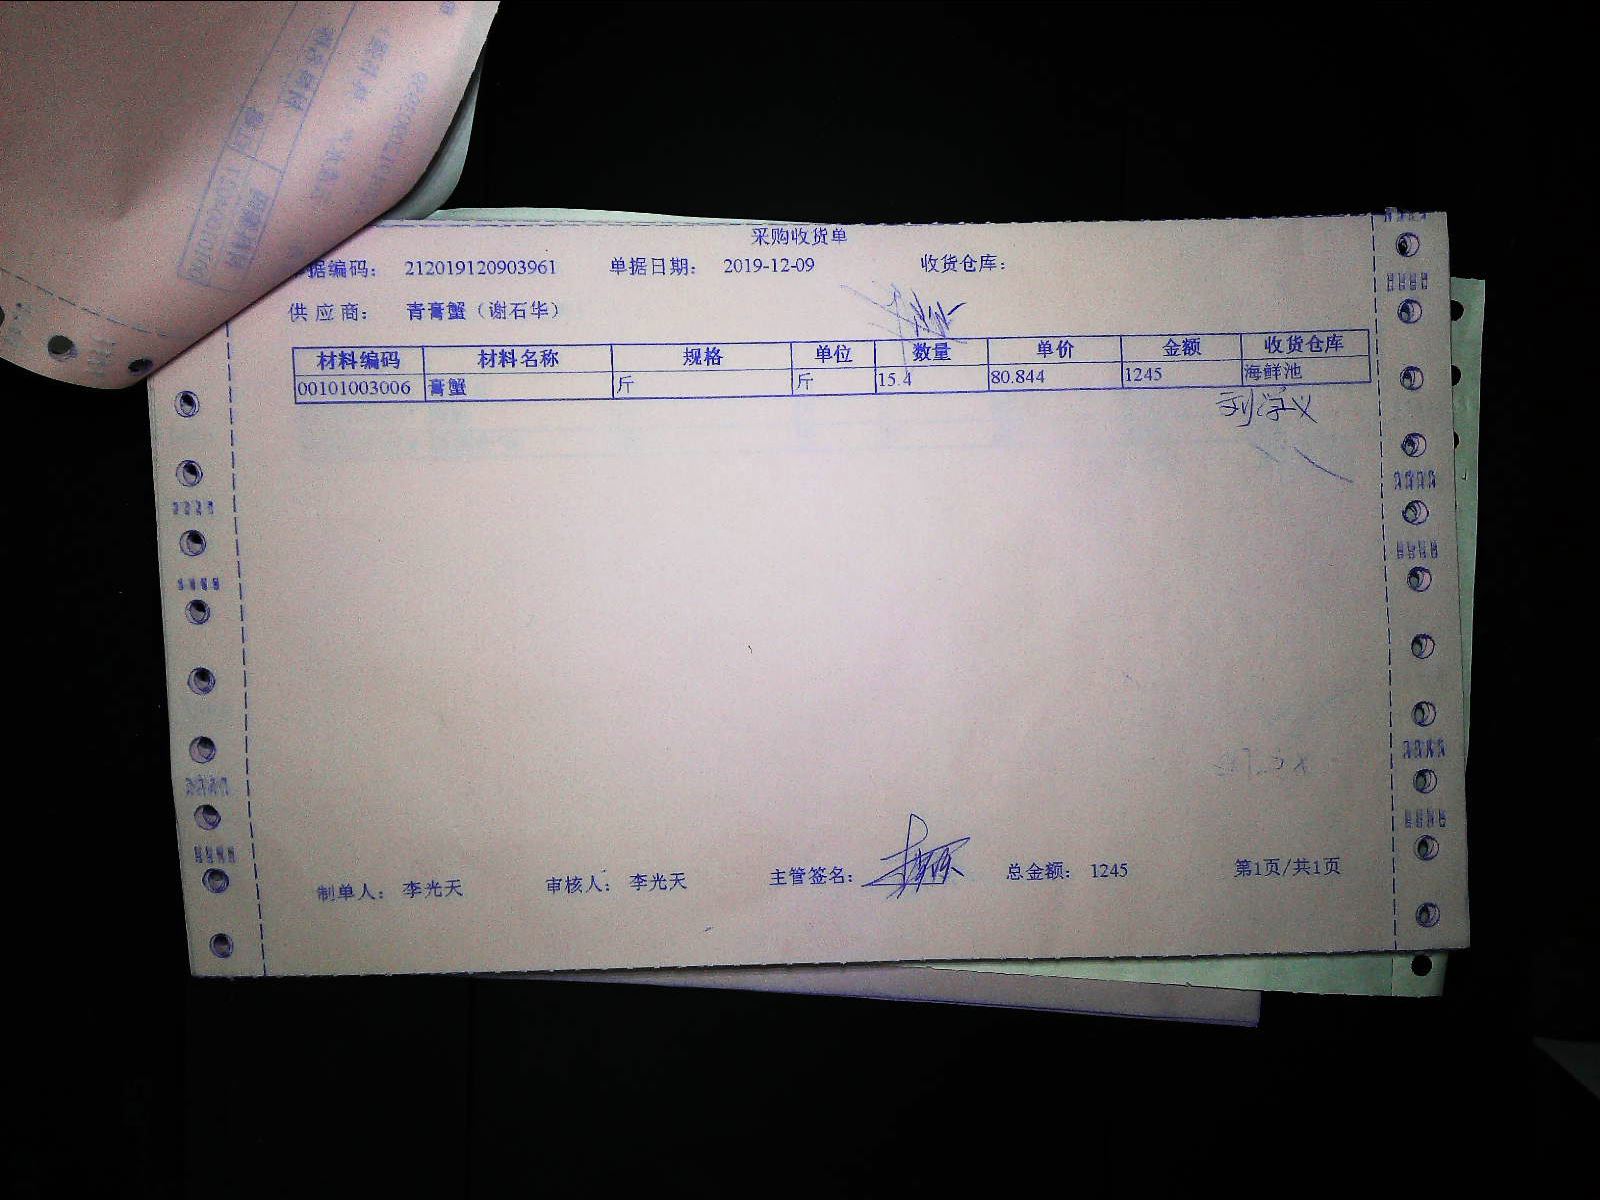 采购收货单
据编码： 212019120903961 单据日期： 2019-12-09 收货仓库：
供应商： 青膏蟹（谢石华）
材料编码 材料名称 规格 单位 数量 单价 金额 收货仓库
00101003006 膏蟹 斤 斤 15.4 80.844 1245 海鲜池
制单人： 李光天 审核人： 李光天 主管签名： 总金额： 1245 第1页/共1页